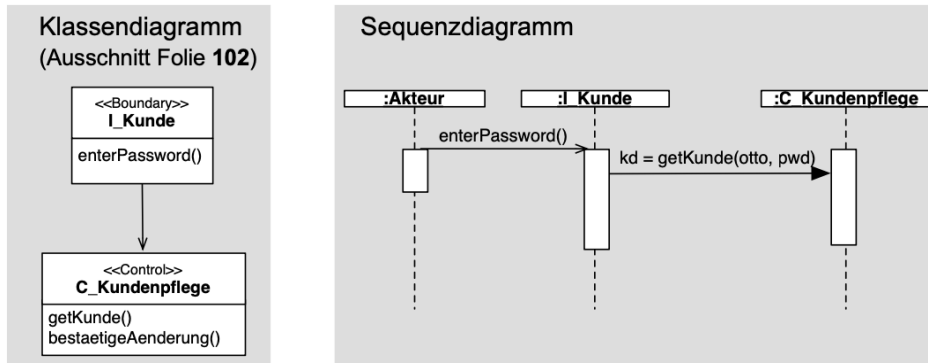 Klassendiagramm
(Ausschnitt Folie 102)
<<Boundary>>
I_Kunde
enterPassword()
<<Control>>
C_Kundenpflege
getKunde()
bestaetigeAenderung()
Sequenzdiagramm
:Akteur
:I_Kunde
:C_Kundenpflege
enterPassword()
kd = getKunde(otto, pwd)